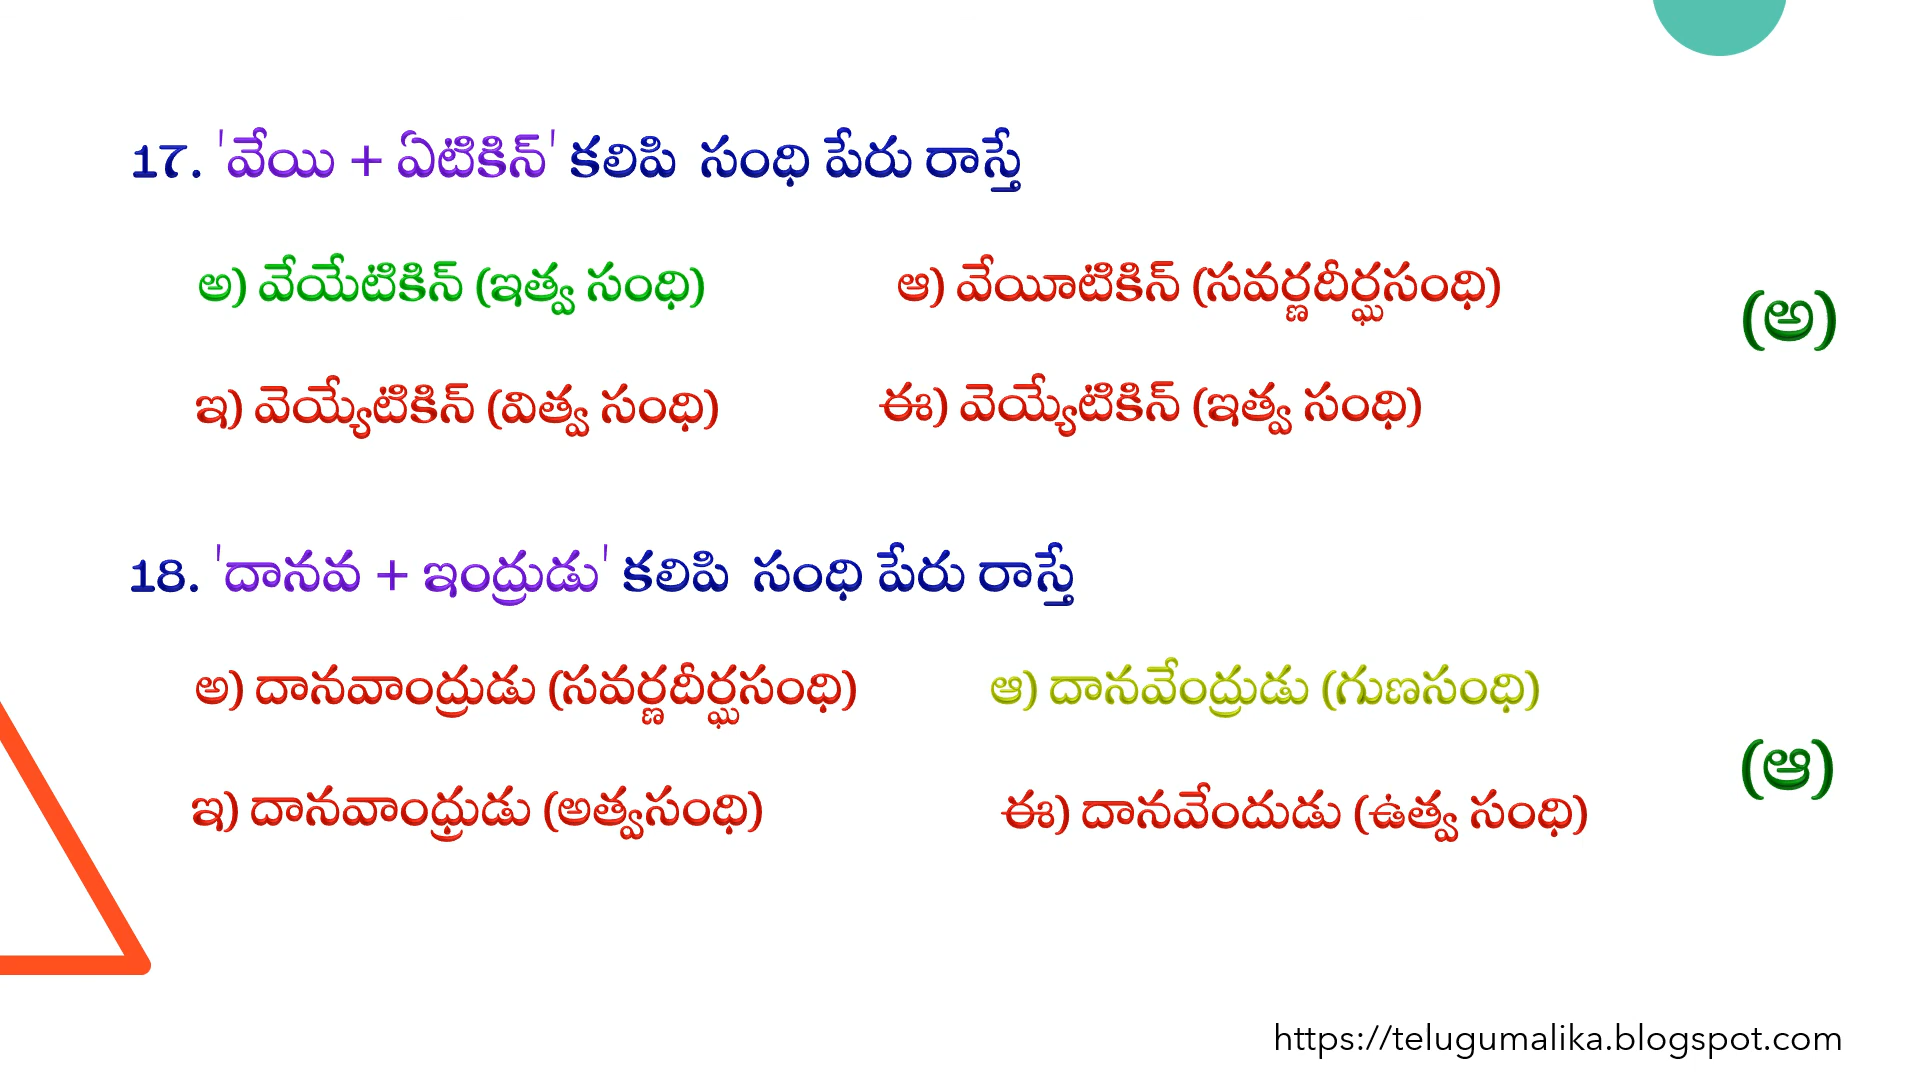 17. 'వేయి + ఏటికిన్' కలిపి సంధి పేరు రాస్తే
అ) వేయేటికిన్ (ఇత్వ సంధి) ఆ) వేయీటికిన్ (సవర్ణదీర్ఘసంధి)
(అ)
ఇ) వెయ్యేటికిన్ (విత్వ సంధి) ఈ) వెయ్యేటికిన్ (ఇత్వ సంధి)
18. 'దానవ + ఇంద్రుడు' కలిపి సంధి పేరు రాస్తే
అ) దానవాంద్రుడు (సవర్ణదీర్ఘసంధి) ఆ) దానవేంద్రుడు (గుణసంధి)
(ఆ)
ఇ) దానవాంధ్రుడు (అత్వసంధి) ఈ) దానవేందుడు (ఉత్వ సంధి)
https://telugumalika.blogspot.com